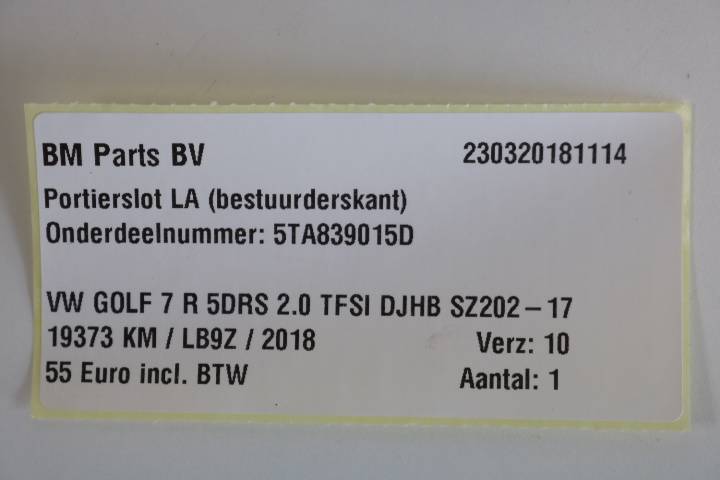 BM Parts BV 230320181114
Portierslot LA (bestuurderskant)
Onderdeelnummer: 5TA839015D
VW GOLF 7 R 5DRS 2.0 TFSI DJHB SZ202-17
19373 KM / LB9Z / 2018 Verz: 10
55 Euro incl. BTW Aantal: 1